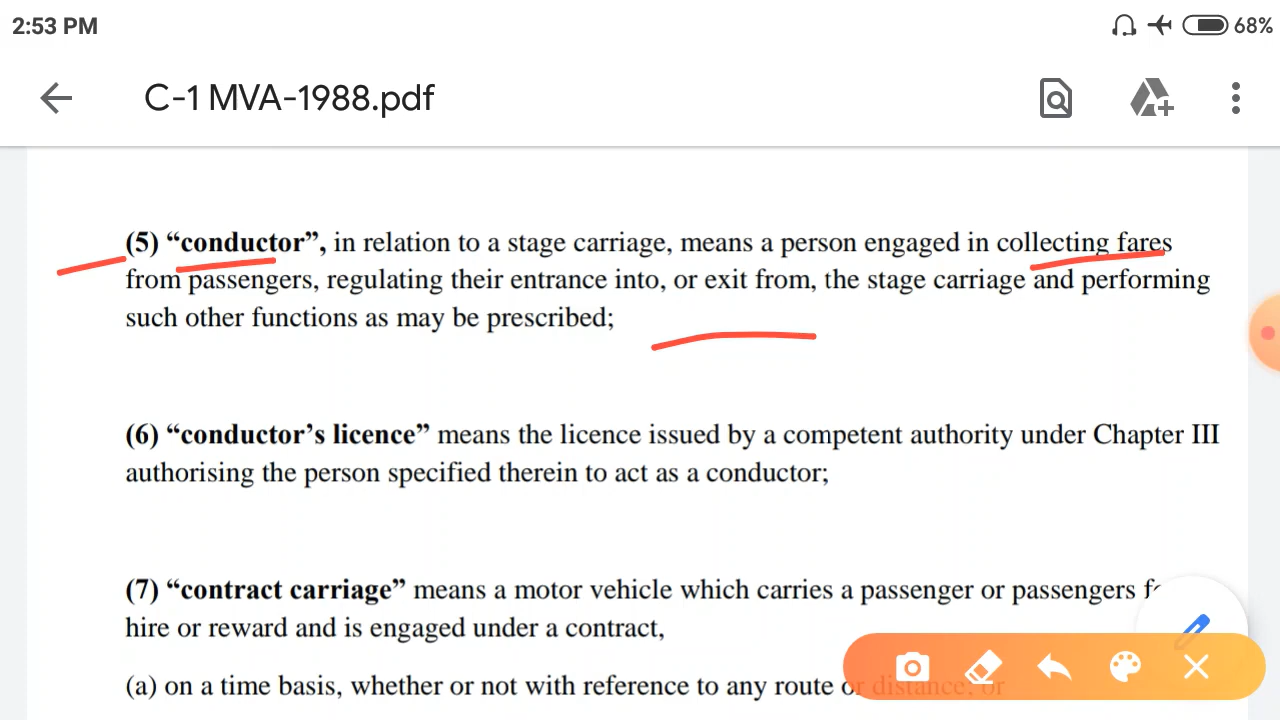 2:53 PM 68%
C-1 MVA-1988.pdf
(5) “conductor”, in relation to a stage carriage, means a person engaged in collecting fares
from passengers, regulating their entrance into, or exit from, the stage carriage and performing
such other functions as may be prescribed;
(6) “conductor’s licence” means the licence issued by a competent authority under Chapter III
authorising the person specified therein to act as a conductor;
(7) “contract carriage” means a motor vehicle which carries a passenger or passengers
hire or reward and is engaged under a contract,
(a) on a time basis, whether or not with reference to any route or distance; or